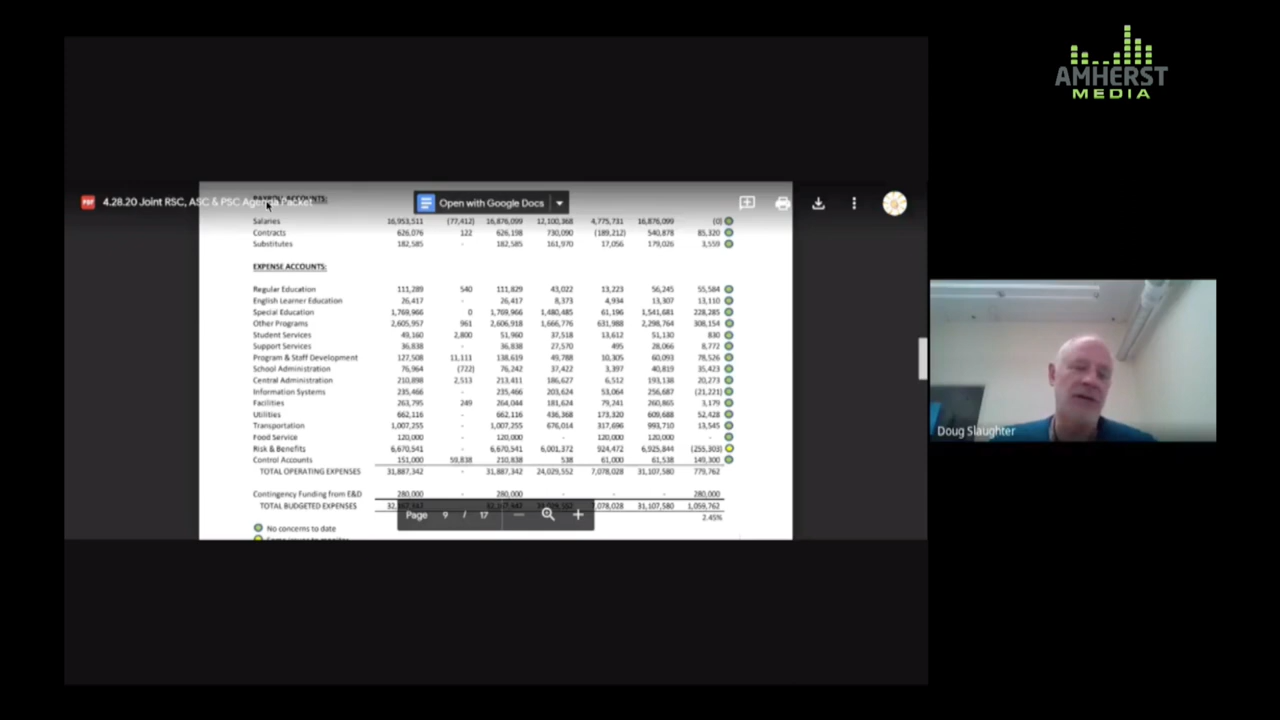 AMHERST
MEDIA
4.28.20 Joint RSC, ASC & PSC Agenda Packet
Open with Google Docs
Salaries 16,953,511 (77,412) 16,876,099 12,100,368 4,775,731 16,876,099 (0)
Contracts 626,076 122 626,198 730,090 (189,212) 540,878 85,320
Substitutes 182,585 - 182,585 161,970 17,056 179,026 3,559
EXPENSE ACCOUNTS:
Regular Education 111,289 540 111,829 43,022 13,223 56,245 55,584
English Learner Education 26,417 - 26,417 8,373 4,934 13,307 13,110
Special Education 1,769,966 0 1,769,966 1,480,485 61,196 1,541,681 228,285
Other Programs 2,605,957 961 2,606,918 1,666,776 631,988 2,298,764 308,154
Student Services 49,160 2,800 51,960 37,518 13,612 51,130 830
Support Services 36,838 - 36,838 27,570 495 28,066 8,772
Program & Staff Development 127,508 11,111 138,619 49,788 10,305 60,093 78,526
School Administration 76,964 (722) 76,242 37,422 3,397 40,819 35,423
Central Administration 210,898 2,513 213,411 186,627 6,512 193,138 20,273
Information Systems 235,466 - 235,466 203,624 53,064 256,687 (21,221)
Facilities 263,795 249 264,044 181,624 79,241 260,865 3,179
Utilities 662,116 - 662,116 436,368 173,320 609,688 52,428
Transportation 1,007,255 - 1,007,255 676,014 317,696 993,710 13,545
Food Service 120,000 - 120,000 - 120,000 120,000 -
Risk & Benefits 6,670,541 - 6,670,541 6,001,372 924,472 6,925,844 (255,303)
Control Accounts 151,000 59,838 210,838 538 61,000 61,538 149,300
TOTAL OPERATING EXPENSES 31,887,342 - 31,887,342 24,029,552 7,078,028 31,107,580 779,762
Contingency Funding from E&D 280,000 - 280,000 - - - 280,000
TOTAL BUDGETED EXPENSES 7,078,028 31,107,580 1,059,762
Page 9 / 17
2.45%
No concerns to date
Doug Slaughter